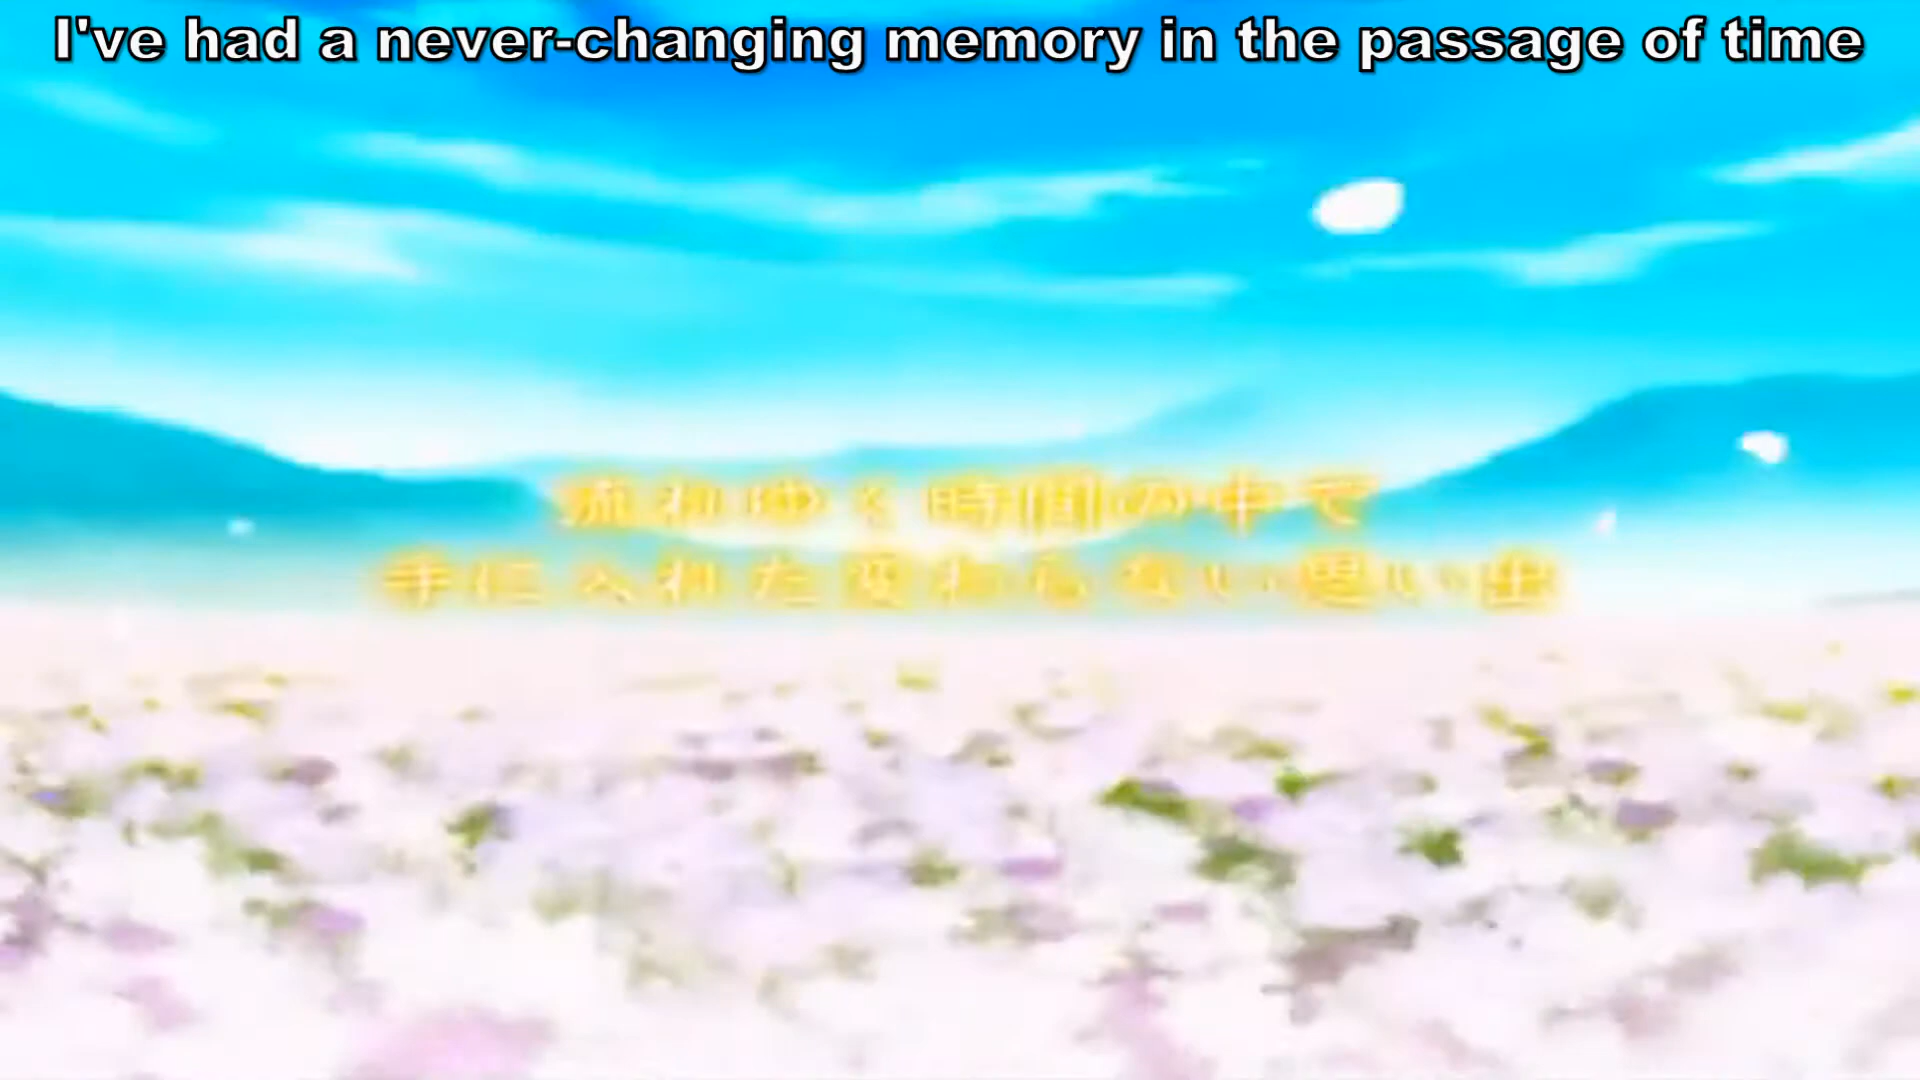 I've had a never-changing memory in the passage of time
流れゆく時間の中で
手に入れた変わらない思い出